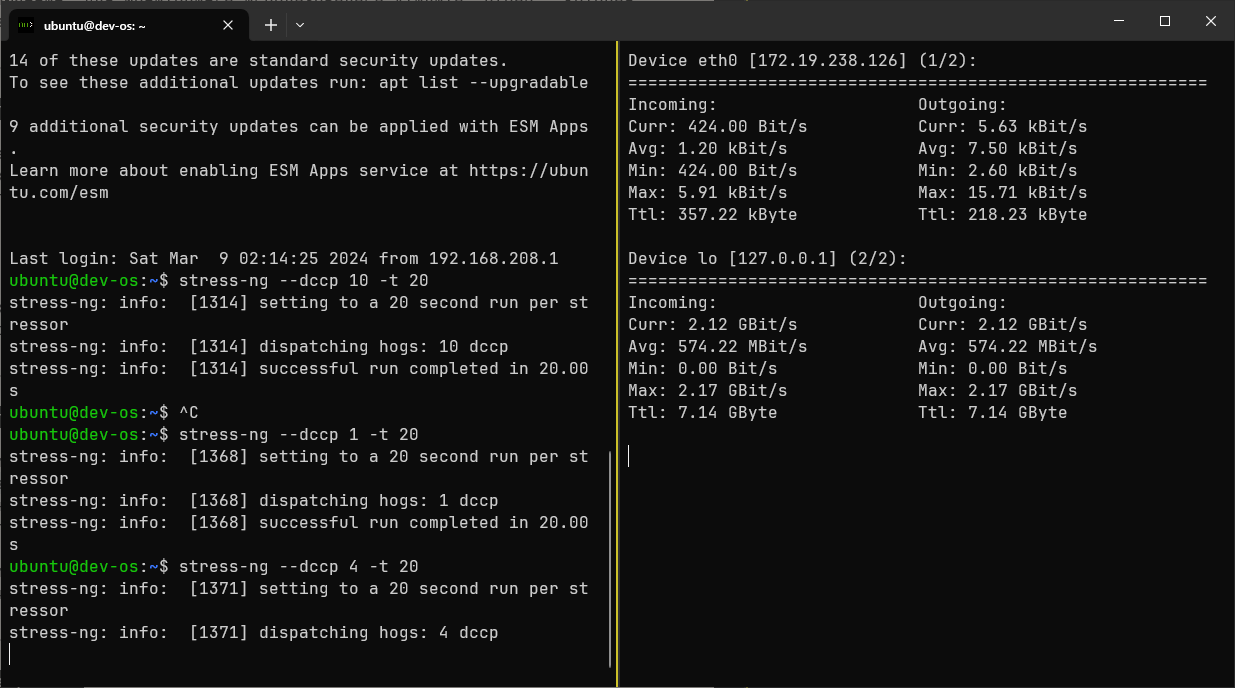 ubuntu@dev-os: ~
14 of these updates are standard security updates.
To see these additional updates run: apt list --upgradable
9 additional security updates can be applied with ESM Apps
.
Learn more about enabling ESM Apps service at https://ubun
tu.com/esm
Last login: Sat Mar  9 02:14:25 2024 from 192.168.208.1
ubuntu@dev-os:~$ stress-ng --dccp 10 -t 20
stress-ng: info:  [1314] setting to a 20 second run per st
ressor
stress-ng: info:  [1314] dispatching hogs: 10 dccp
stress-ng: info:  [1314] successful run completed in 20.00
s
ubuntu@dev-os:~$ ^C
ubuntu@dev-os:~$ stress-ng --dccp 1 -t 20
stress-ng: info:  [1368] setting to a 20 second run per st
ressor
stress-ng: info:  [1368] dispatching hogs: 1 dccp
stress-ng: info:  [1368] successful run completed in 20.00
s
ubuntu@dev-os:~$ stress-ng --dccp 4 -t 20
stress-ng: info:  [1371] setting to a 20 second run per st
ressor
stress-ng: info:  [1371] dispatching hogs: 4 dccp
Device eth0 [172.19.238.126] (1/2):
==========================================================
Incoming:                    Outgoing:
Curr: 424.00 Bit/s           Curr: 5.63 kBit/s
Avg: 1.20 kBit/s             Avg: 7.50 kBit/s
Min: 424.00 Bit/s            Min: 2.60 kBit/s
Max: 5.91 kBit/s             Max: 15.71 kBit/s
Ttl: 357.22 kByte            Ttl: 218.23 kByte
Device lo [127.0.0.1] (2/2):
==========================================================
Incoming:                    Outgoing:
Curr: 2.12 GBit/s            Curr: 2.12 GBit/s
Avg: 574.22 MBit/s           Avg: 574.22 MBit/s
Min: 0.00 Bit/s              Min: 0.00 Bit/s
Max: 2.17 GBit/s             Max: 2.17 GBit/s
Ttl: 7.14 GByte              Ttl: 7.14 GByte